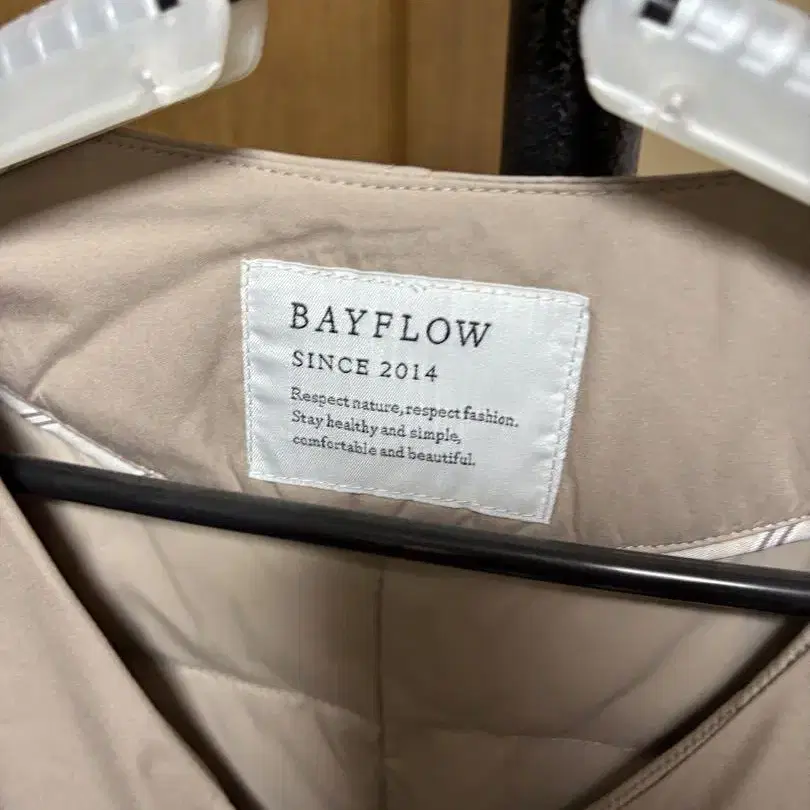 BAYFLOW
SINCE 2014
Respect nature, respect fashion.
Stay healthy and simple,
comfortable and beautiful.